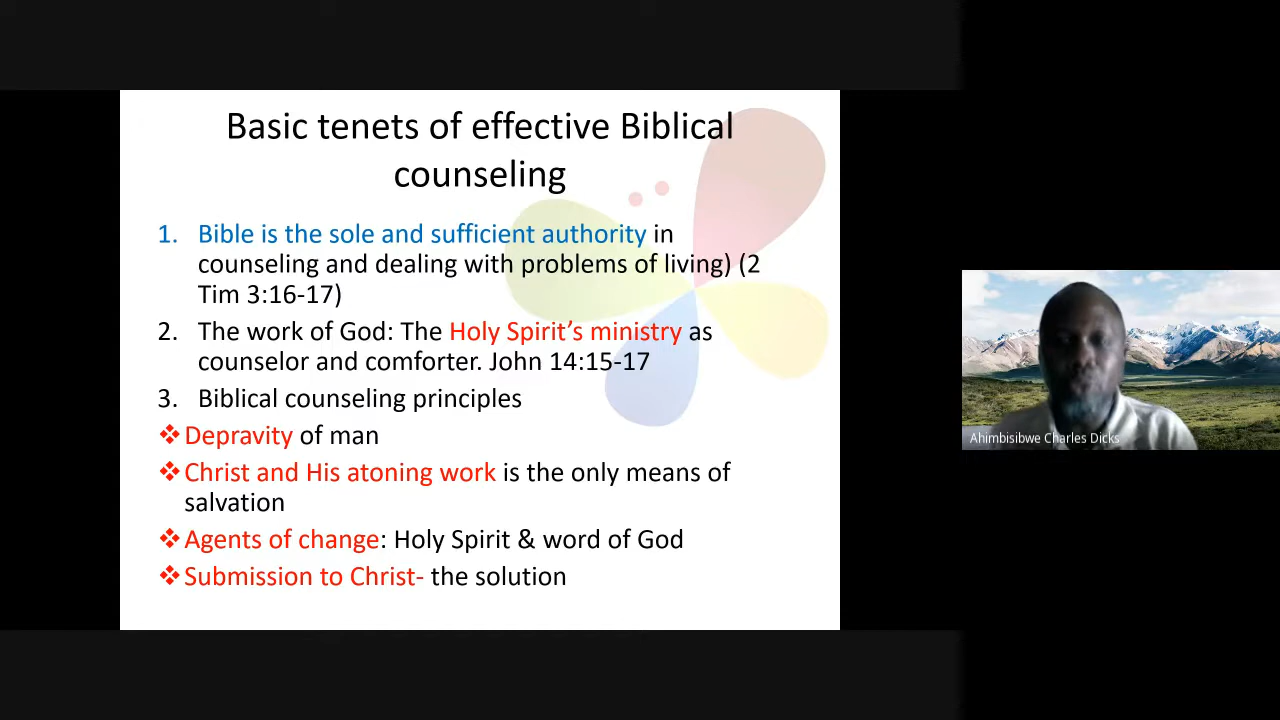 Basic tenets of effective Biblical
counseling
1. Bible is the sole and sufficient authority in
counseling and dealing with problems of living) (2
Tim 3:16-17)
2. The work of God: The Holy Spirit’s ministry as
counselor and comforter. John 14:15-17
3. Biblical counseling principles
❖Depravity of man
❖Christ and His atoning work is the only means of
salvation
❖Agents of change: Holy Spirit & word of God
❖Submission to Christ- the solution
Ahimbisibwe Charles Dicks